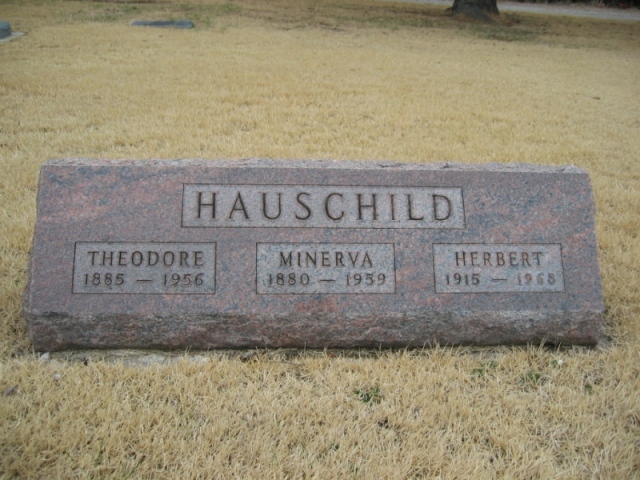 HAUSCHILD
THEODORE
1885 — 1956
MINERVA
1880 — 1959
HERBERT
1915 — 1968